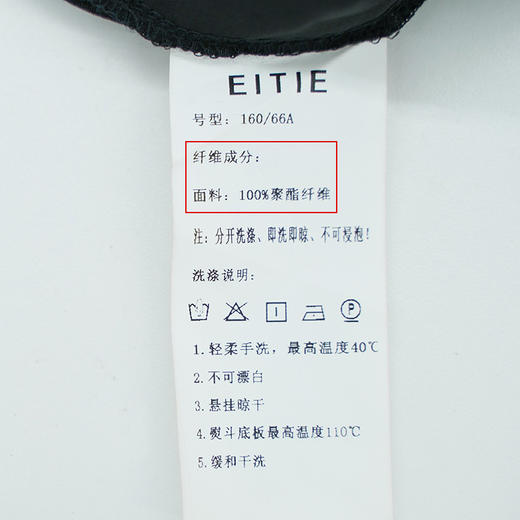 EITIE
号型：160/66A
纤维成分：
面料：100%聚酯纤维
注：分开洗涤、即洗即晾、不可浸泡！
洗涤说明：
P
1.轻柔手洗，最高温度40℃
2.不可漂白
3.悬挂晾干
4.熨斗底板最高温度110℃
5.缓和干洗